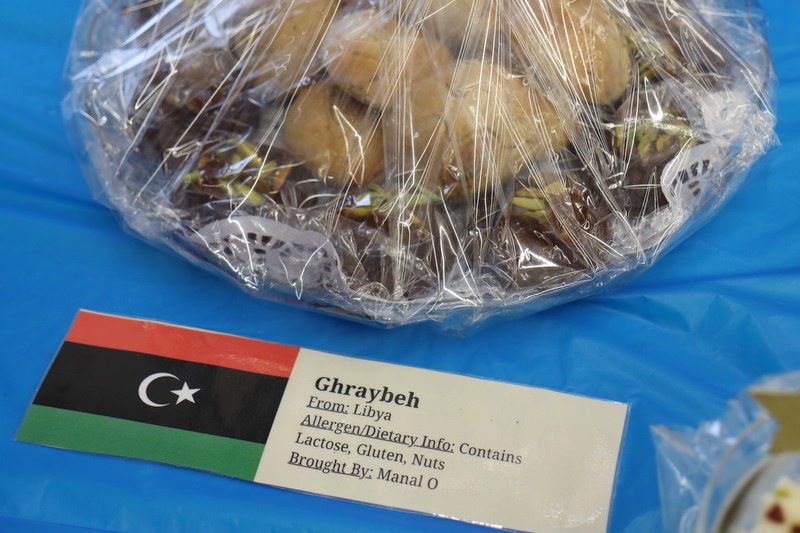 Ghraybeh
From: Libya
Allergen/Dietary Info: Contains
Lactose, Gluten, Nuts
Brought By: Manal O